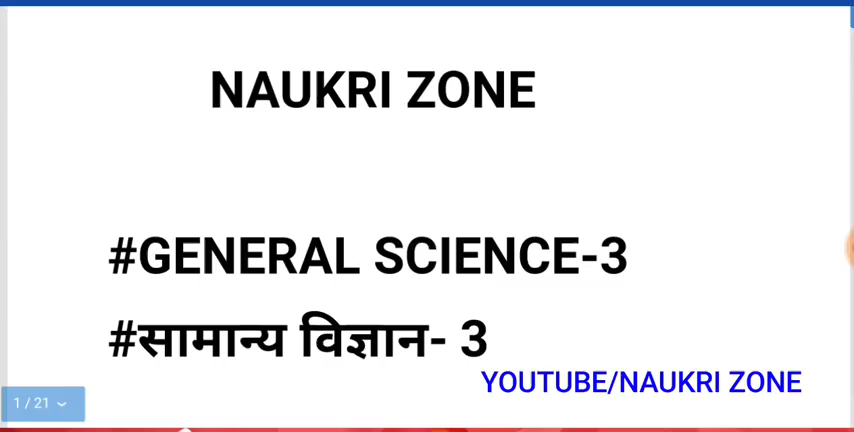 NAUKRI ZONE
#GENERAL SCIENCE-3
#सामान्य विज्ञान- 3
YOUTUBE/NAUKRI ZONE
1 / 21